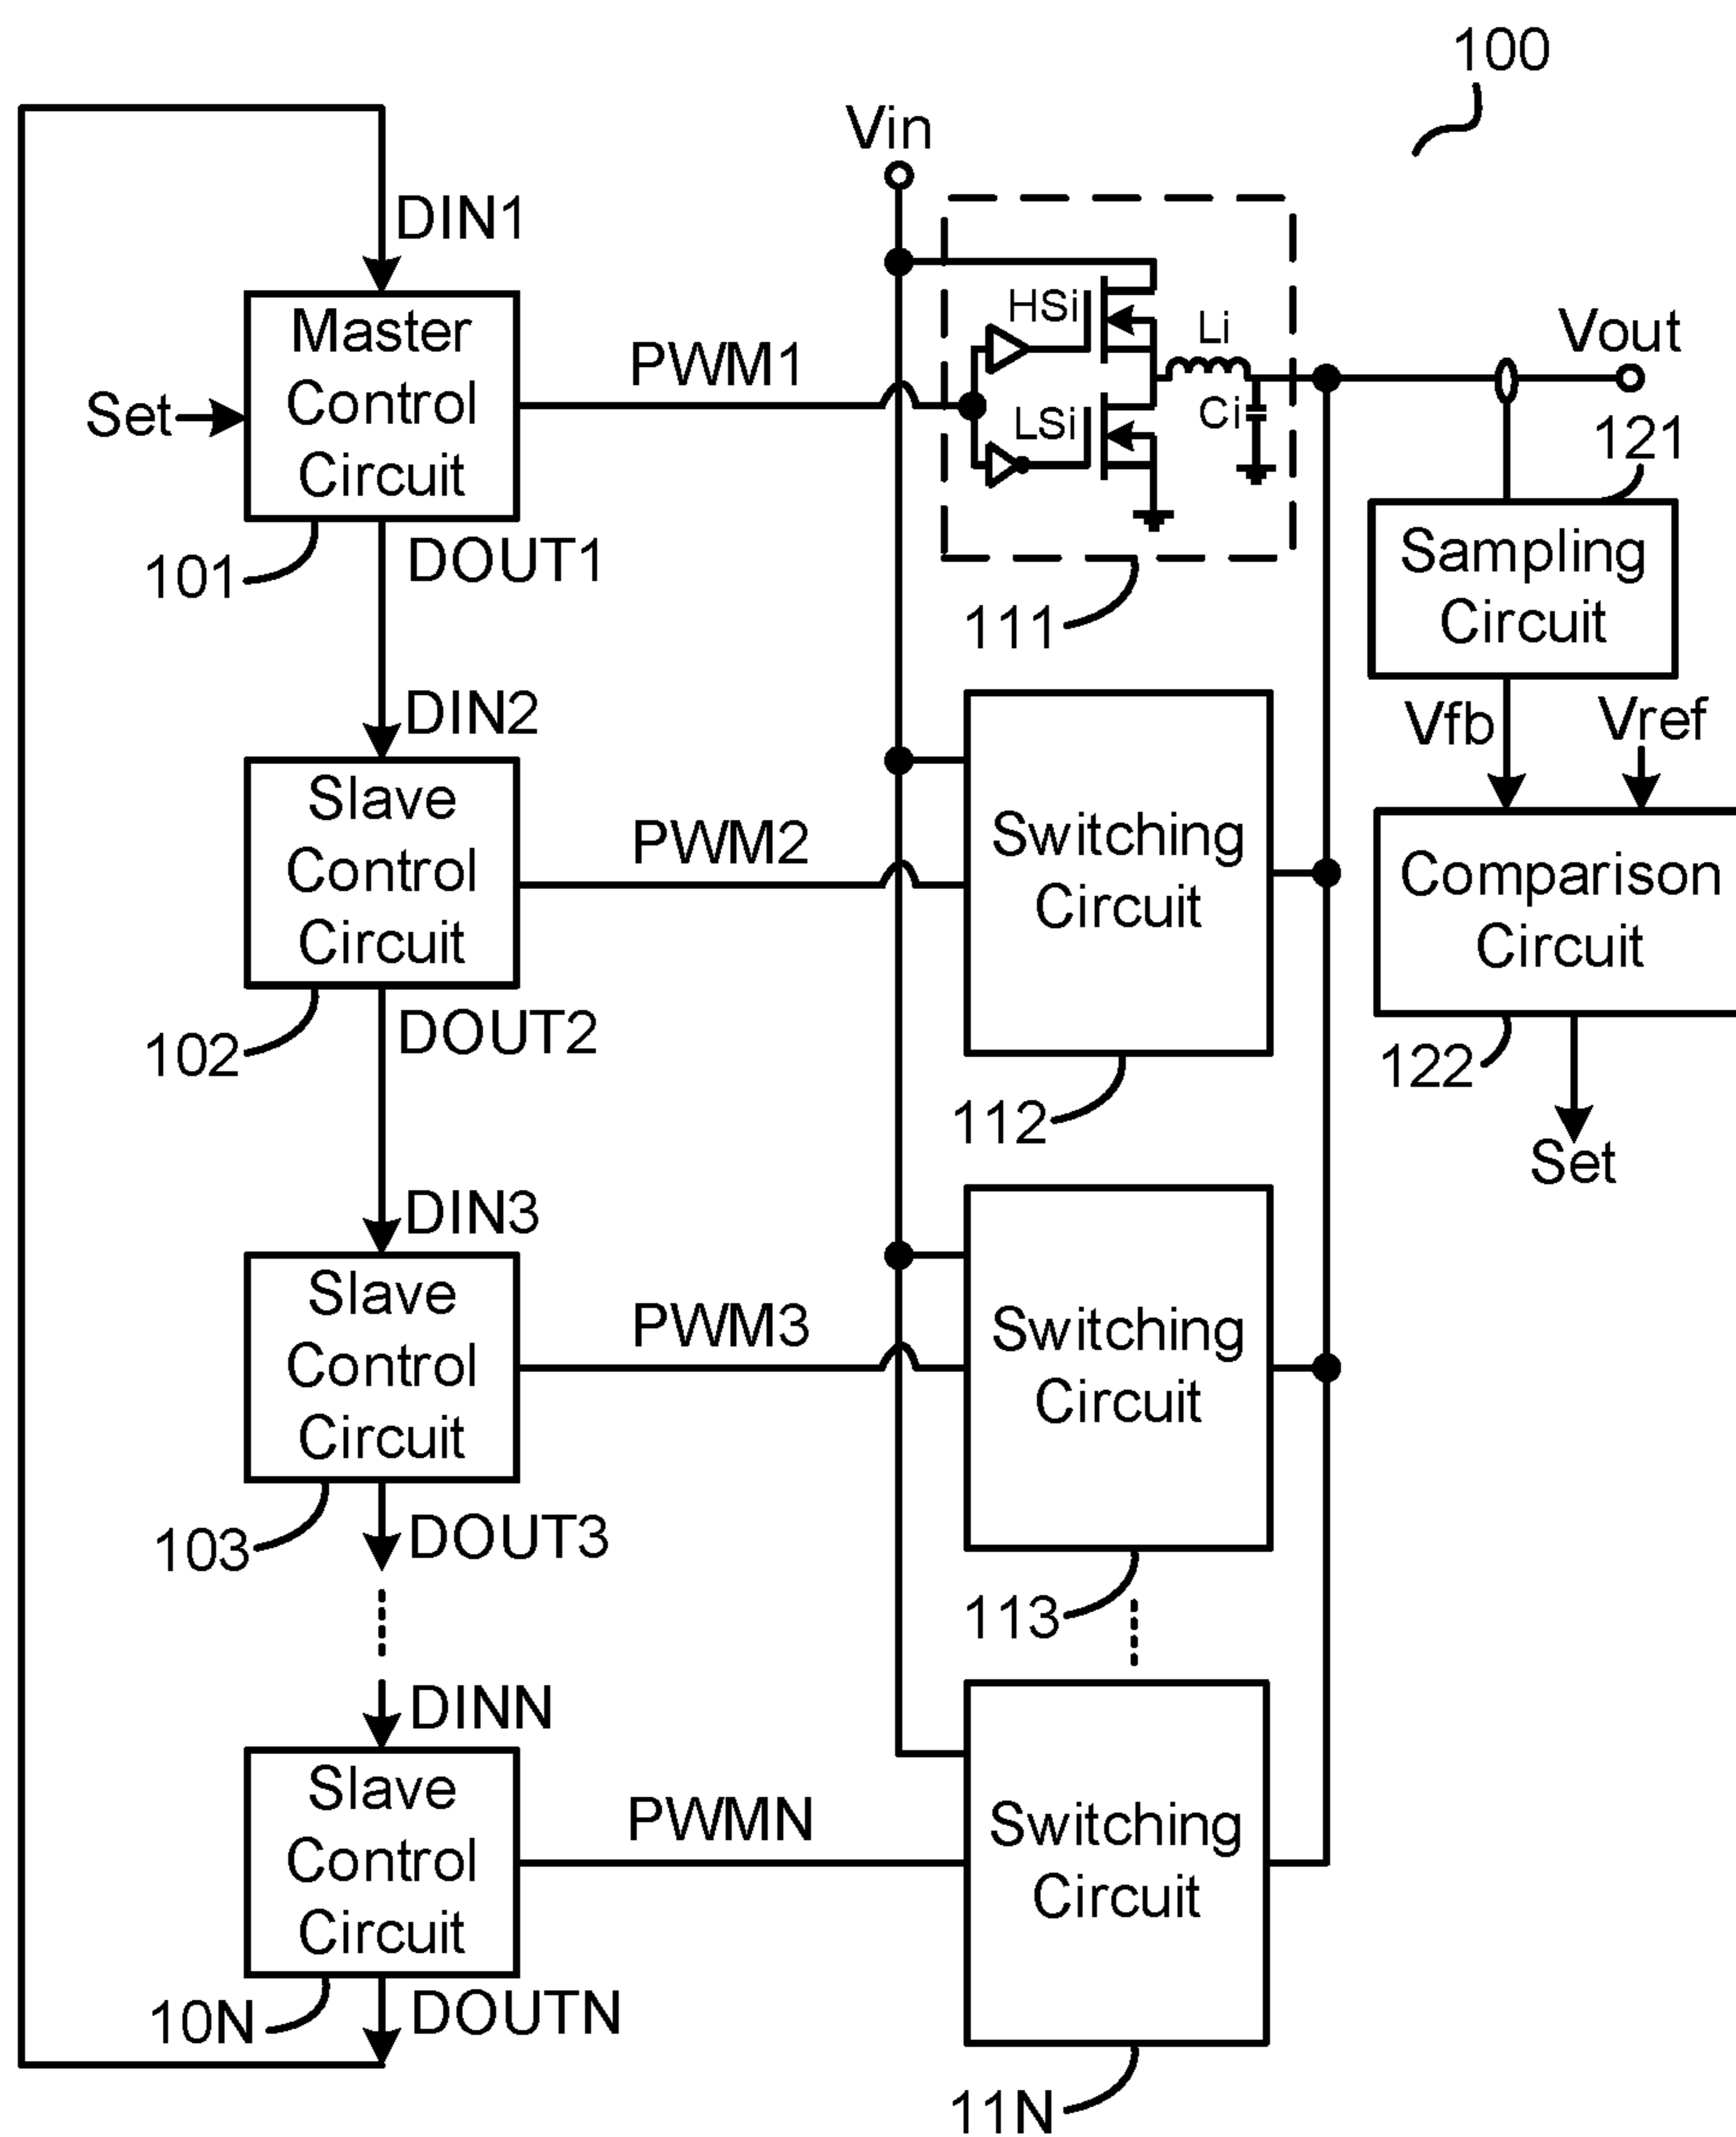 100
Vin
DIN1
Master
Control
Circuit
Set
PWM1
HSi
LSi
Li
Ci
Vout
101
DOUT1
111
121
Sampling
Circuit
Vfb
Vref
DIN2
Slave
Control
Circuit
PWM2
Switching
Circuit
Comparison
Circuit
102
DOUT2
112
122
Set
DIN3
Slave
Control
Circuit
PWM3
Switching
Circuit
103
DOUT3
113
DINN
Slave
Control
Circuit
PWMN
Switching
Circuit
10N
DOUTN
11N